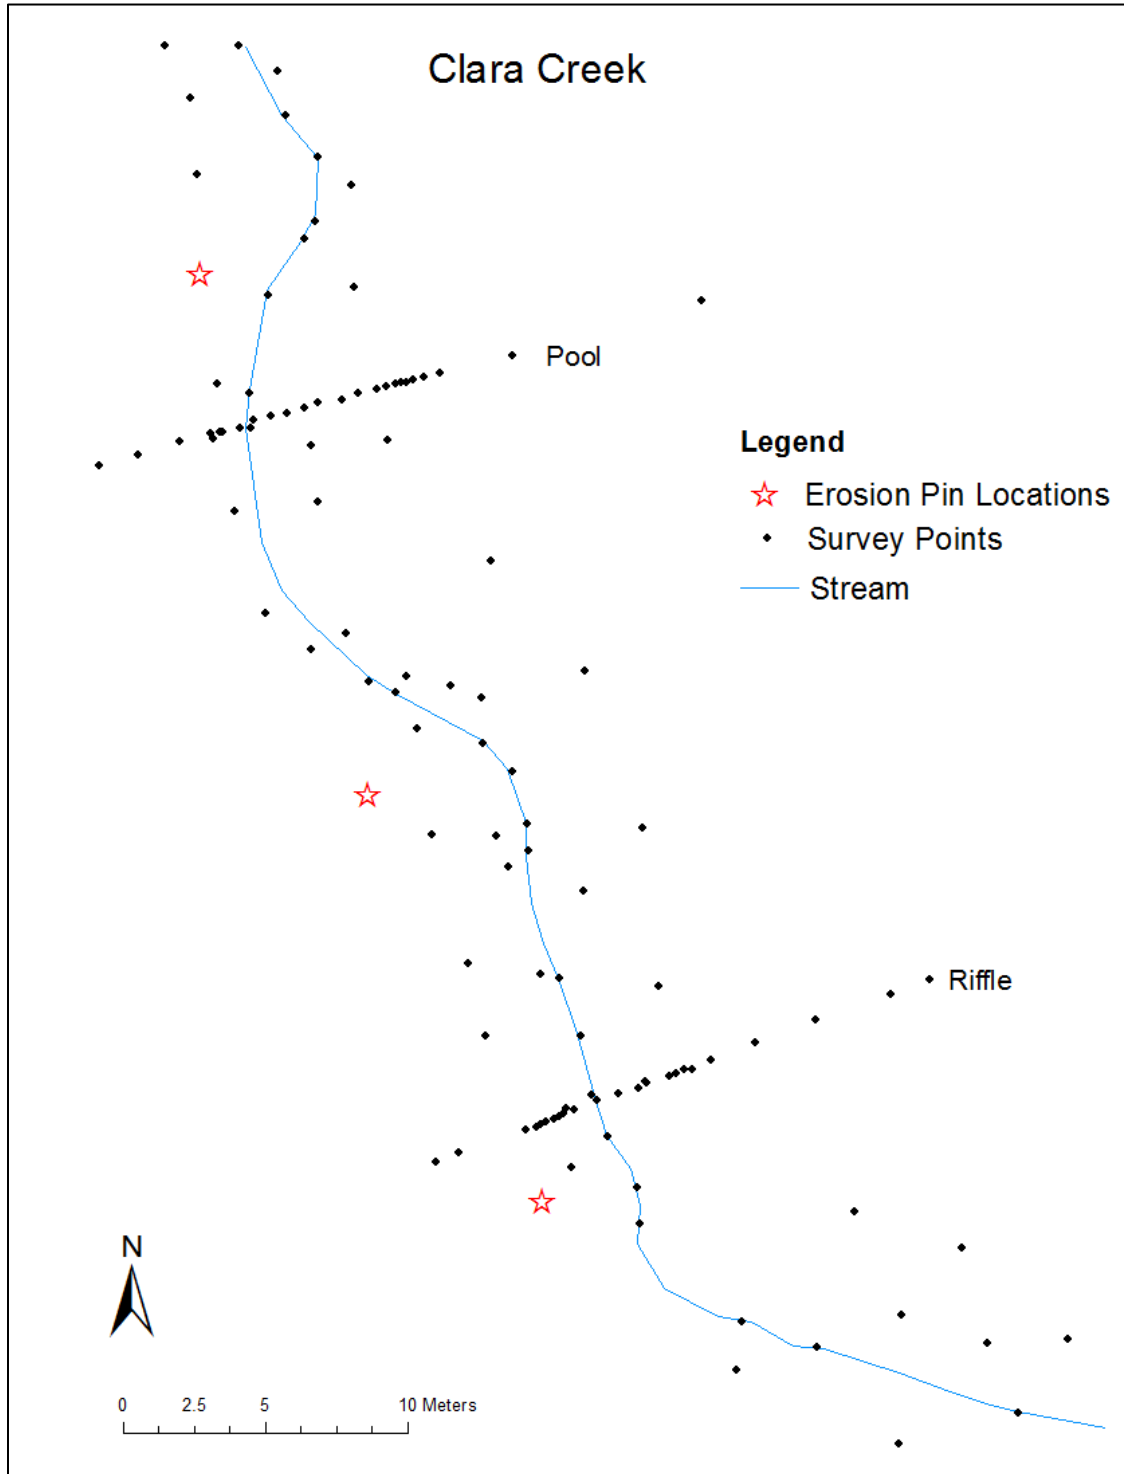 Clara Creek
Pool
Legend
Erosion Pin Locations
Survey Points
Stream
Riffle
N
0 2.5 5 10 Meters